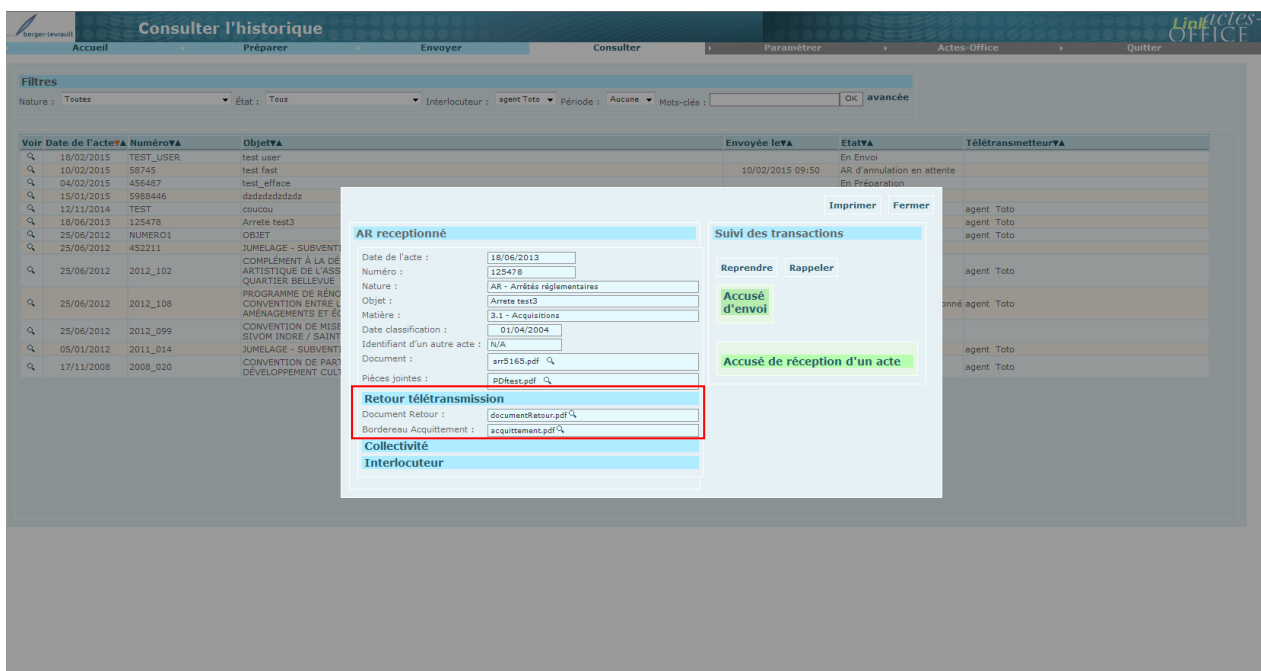 berger-levrault
Consulter l'historique
Linkactes-OFFICE
Accueil Préparer Envoyer Consulter Paramétrer Actes-Office Quitter
Filtres
Nature : Toutes État : Tous Interlocuteur : agent Toto Période : Aucune Mots-clés : OK avancée
Voir Date de l'acte▼▲ Numéro▼▲ Objet▼▲ Envoyée le▼▲ Etat▼▲ Télétransmetteur▼▲
18/02/2015 TEST_USER test user En Envoi
10/02/2015 58745 test fast 10/02/2015 09:50 AR d'annulation en attente
04/02/2015 456487 test_efface En Préparation
15/01/2015 5988446 dzdzdzdzdzdz
12/11/2014 TEST coucou agent Toto
18/06/2013 125478 Arrete test3 agent Toto
25/06/2012 NUMERO1 OBJET agent Toto
25/06/2012 452211 JUMELAGE - SUBVENTI
COMPLÉMENT À LA DÉ
25/06/2012 2012_102 ARTISTIQUE DE L'ASS agent Toto
QUARTIER BELLEVUE
PROGRAMME DE RÉNO
25/06/2012 2012_108 CONVENTION ENTRE L onné agent Toto
AMÉNAGEMENTS ET ÉQ
25/06/2012 2012_099 CONVENTION DE MISE
SIVOM INDRE / SAINT
05/01/2012 2011_014 JUMELAGE - SUBVENTI agent Toto
17/11/2008 2008_020 CONVENTION DE PART agent Toto
DÉVELOPPEMENT CULT
Imprimer Fermer
AR receptionné
Date de l'acte : 18/06/2013
Numéro : 125478
Nature : AR - Arrêtés réglementaires
Objet : Arrete test3
Matière : 3.1 - Acquisitions
Date classification : 01/04/2004
Identifiant d'un autre acte : N/A
Document : arr5165.pdf
Pièces jointes : PDftest.pdf
Retour télétransmission
Document Retour : documentRetour.pdf
Bordereau Acquittement : acquittement.pdf
Collectivité
Interlocuteur
Suivi des transactions
Reprendre Rappeler
Accusé
d'envoi
Accusé de réception d'un acte